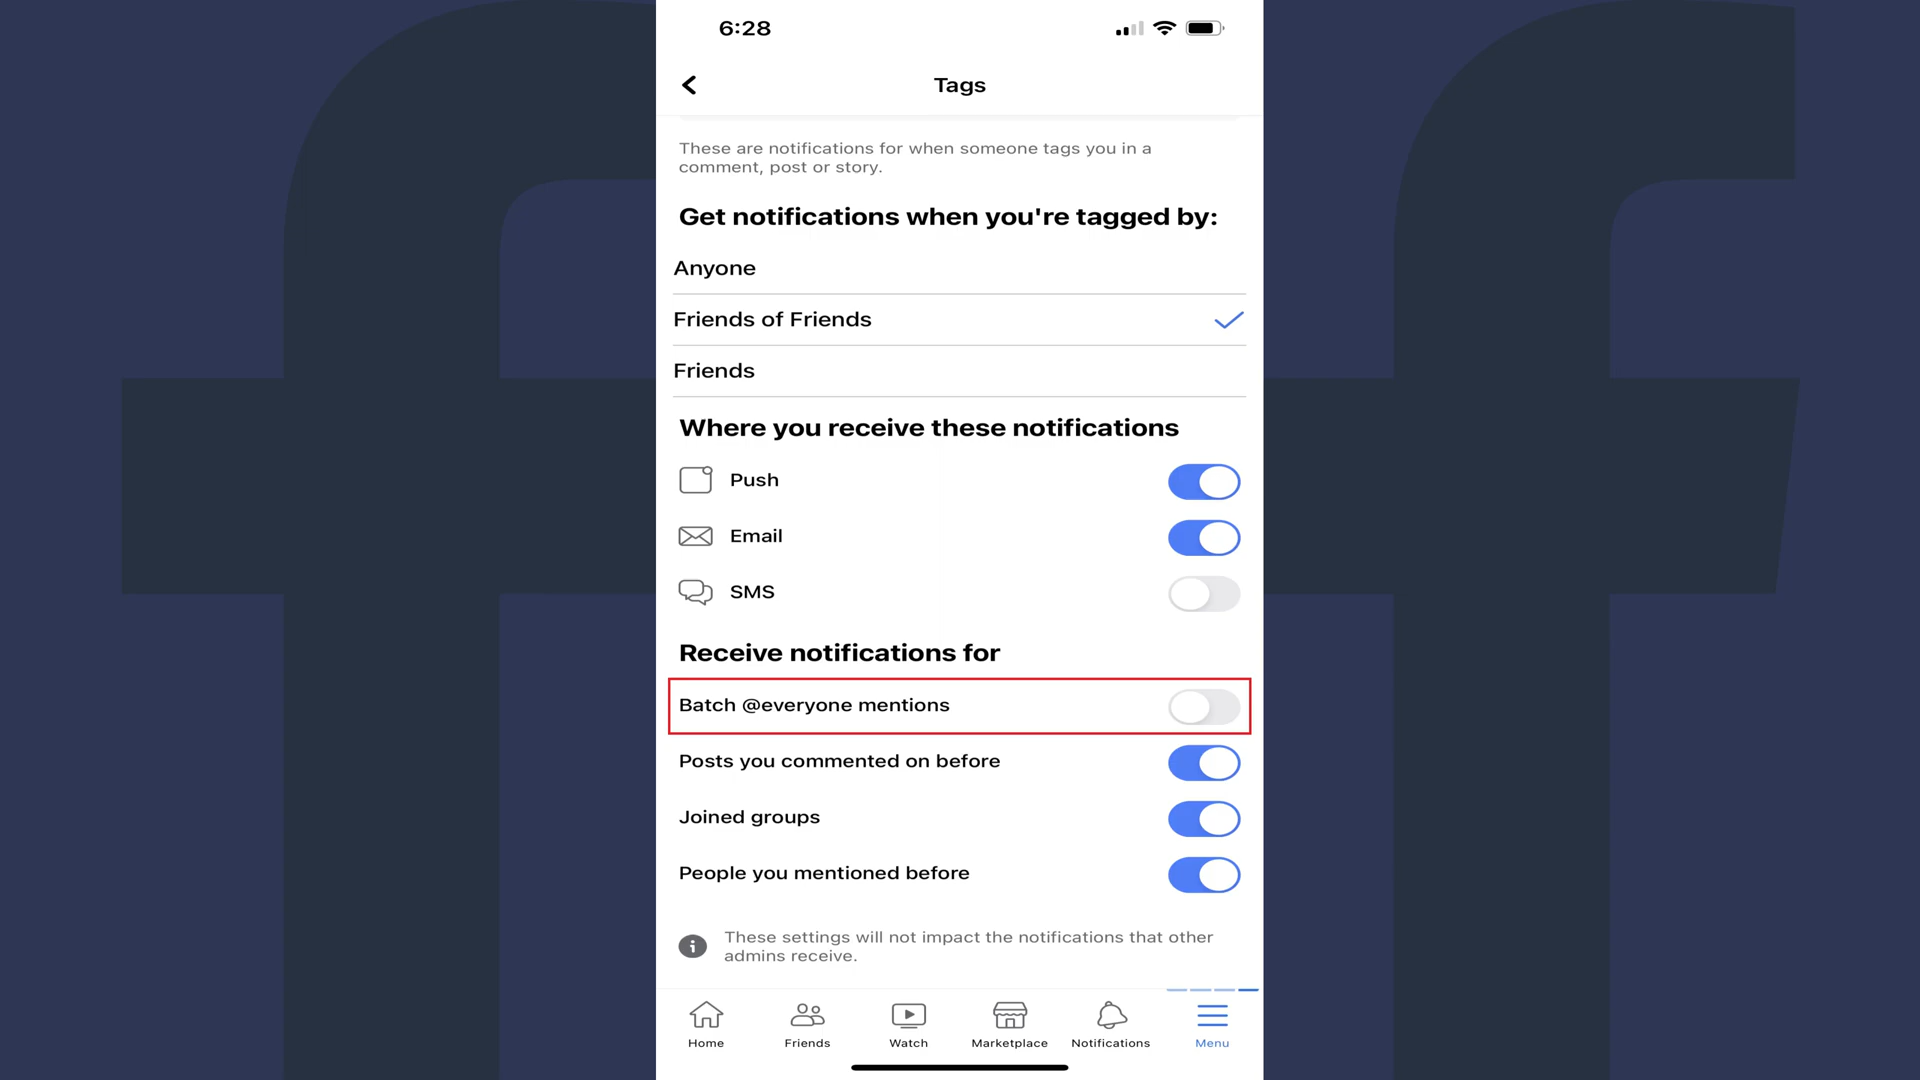 6:28
Tags
These are notifications for when someone tags you in a
comment, post or story.
Get notifications when you're tagged by:
Anyone
Friends of Friends
Friends
Where you receive these notifications
Push
Email
SMS
Receive notifications for
Batch @everyone mentions
Posts you commented on before
Joined groups
People you mentioned before
These settings will not impact the notifications that other
admins receive.
Home
Friends
Watch
Marketplace
Notifications
Menu